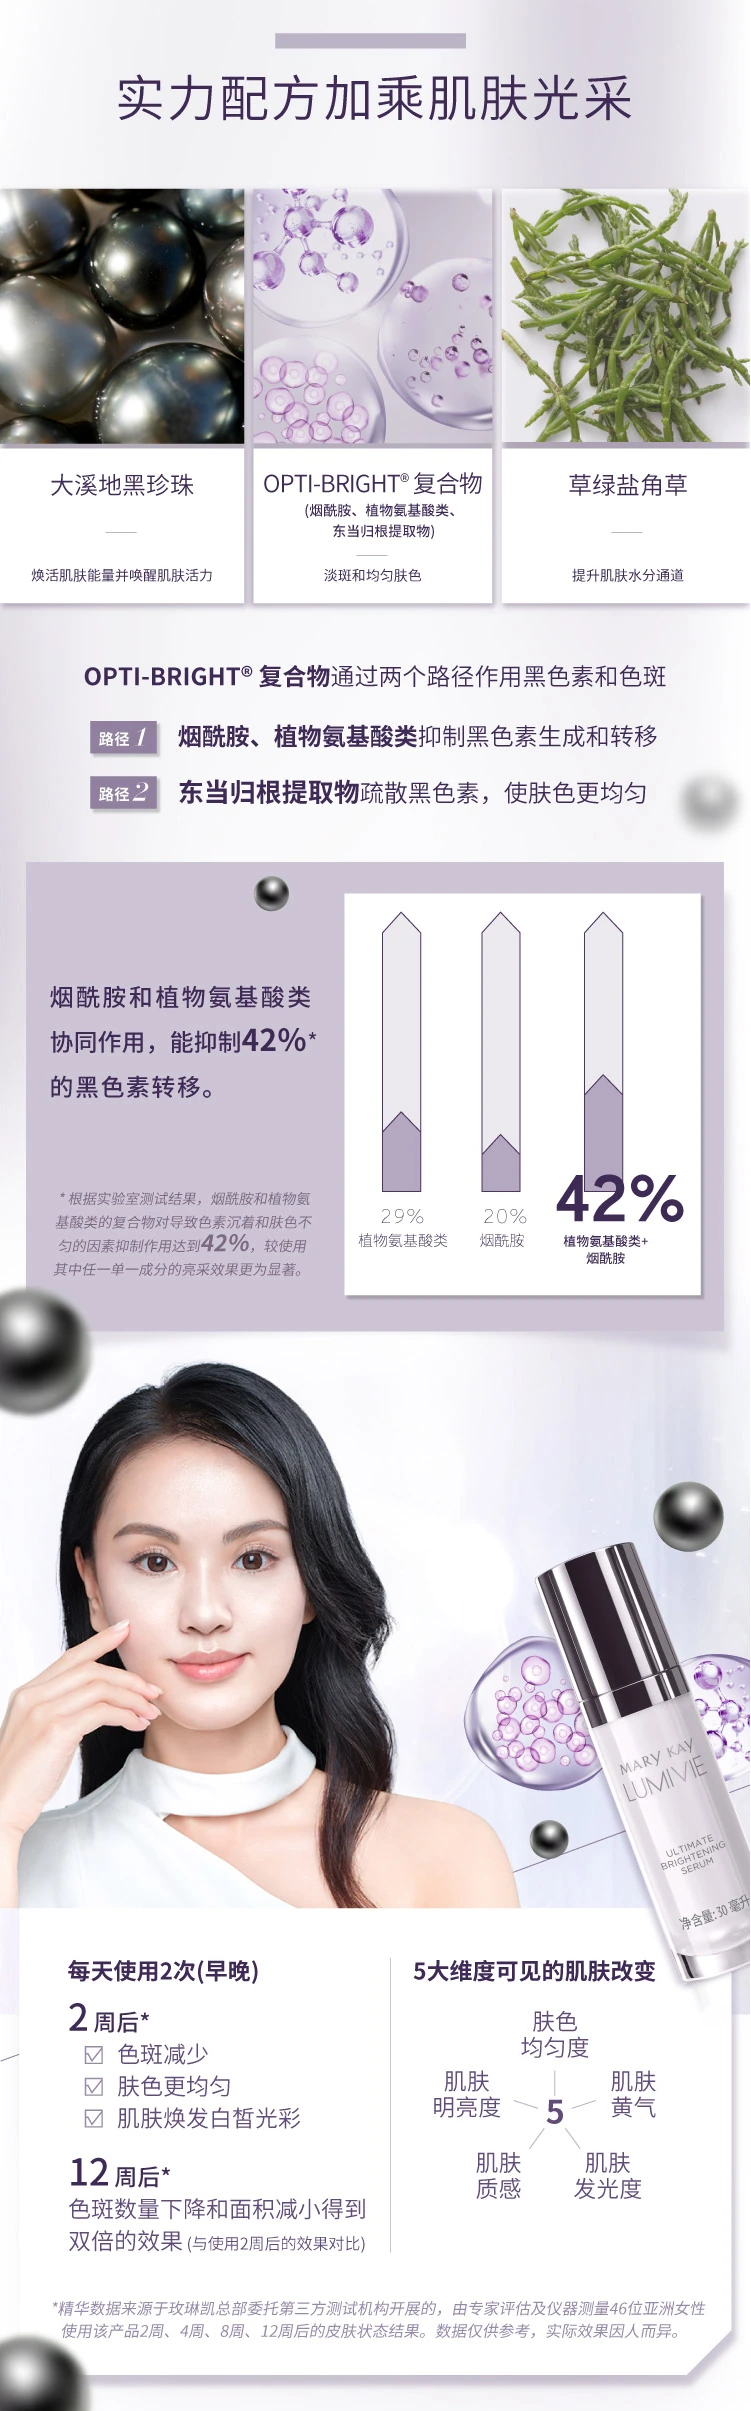 实力配方加乘肌肤光采
大溪地黑珍珠
焕活肌肤能量并唤醒肌肤活力
OPTI-BRIGHT® 复合物
(烟酰胺、植物氨基酸类、
东当归根提取物)
淡斑和均匀肤色
草绿盐角草
提升肌肤水分通道
OPTI-BRIGHT® 复合物通过两个路径作用黑色素和色斑
路径 1 烟酰胺、植物氨基酸类抑制黑色素生成和转移
路径 2 东当归根提取物疏散黑色素，使肤色更均匀
烟酰胺和植物氨基酸类
协同作用，能抑制42%*
的黑色素转移。
*根据实验室测试结果，烟酰胺和植物氨
基酸类的复合物对导致色素沉着和肤色不
匀的因素抑制作用达到42%，较使用
其中任一单一成分的亮采效果更为显著。
29%
植物氨基酸类
20%
烟酰胺
42%
植物氨基酸类+
烟酰胺
MARY KAY
LUMIVIE
ULTIMATE
BRIGHTENING
SERUM
净含量:30 毫升
每天使用2次(早晚)
2 周后*
色斑减少
肤色更均匀
肌肤焕发白皙光彩
12 周后*
色斑数量下降和面积减小得到
双倍的效果 (与使用2周后的效果对比)
5大维度可见的肌肤改变
肤色
均匀度
肌肤
明亮度
5
肌肤
黄气
肌肤
质感
肌肤
发光度
*精华数据来源于玫琳凯总部委托第三方测试机构开展的，由专家评估及仪器测量46位亚洲女性
使用该产品2周、4周、8周、12周后的皮肤状态结果。数据仅供参考，实际效果因人而异。